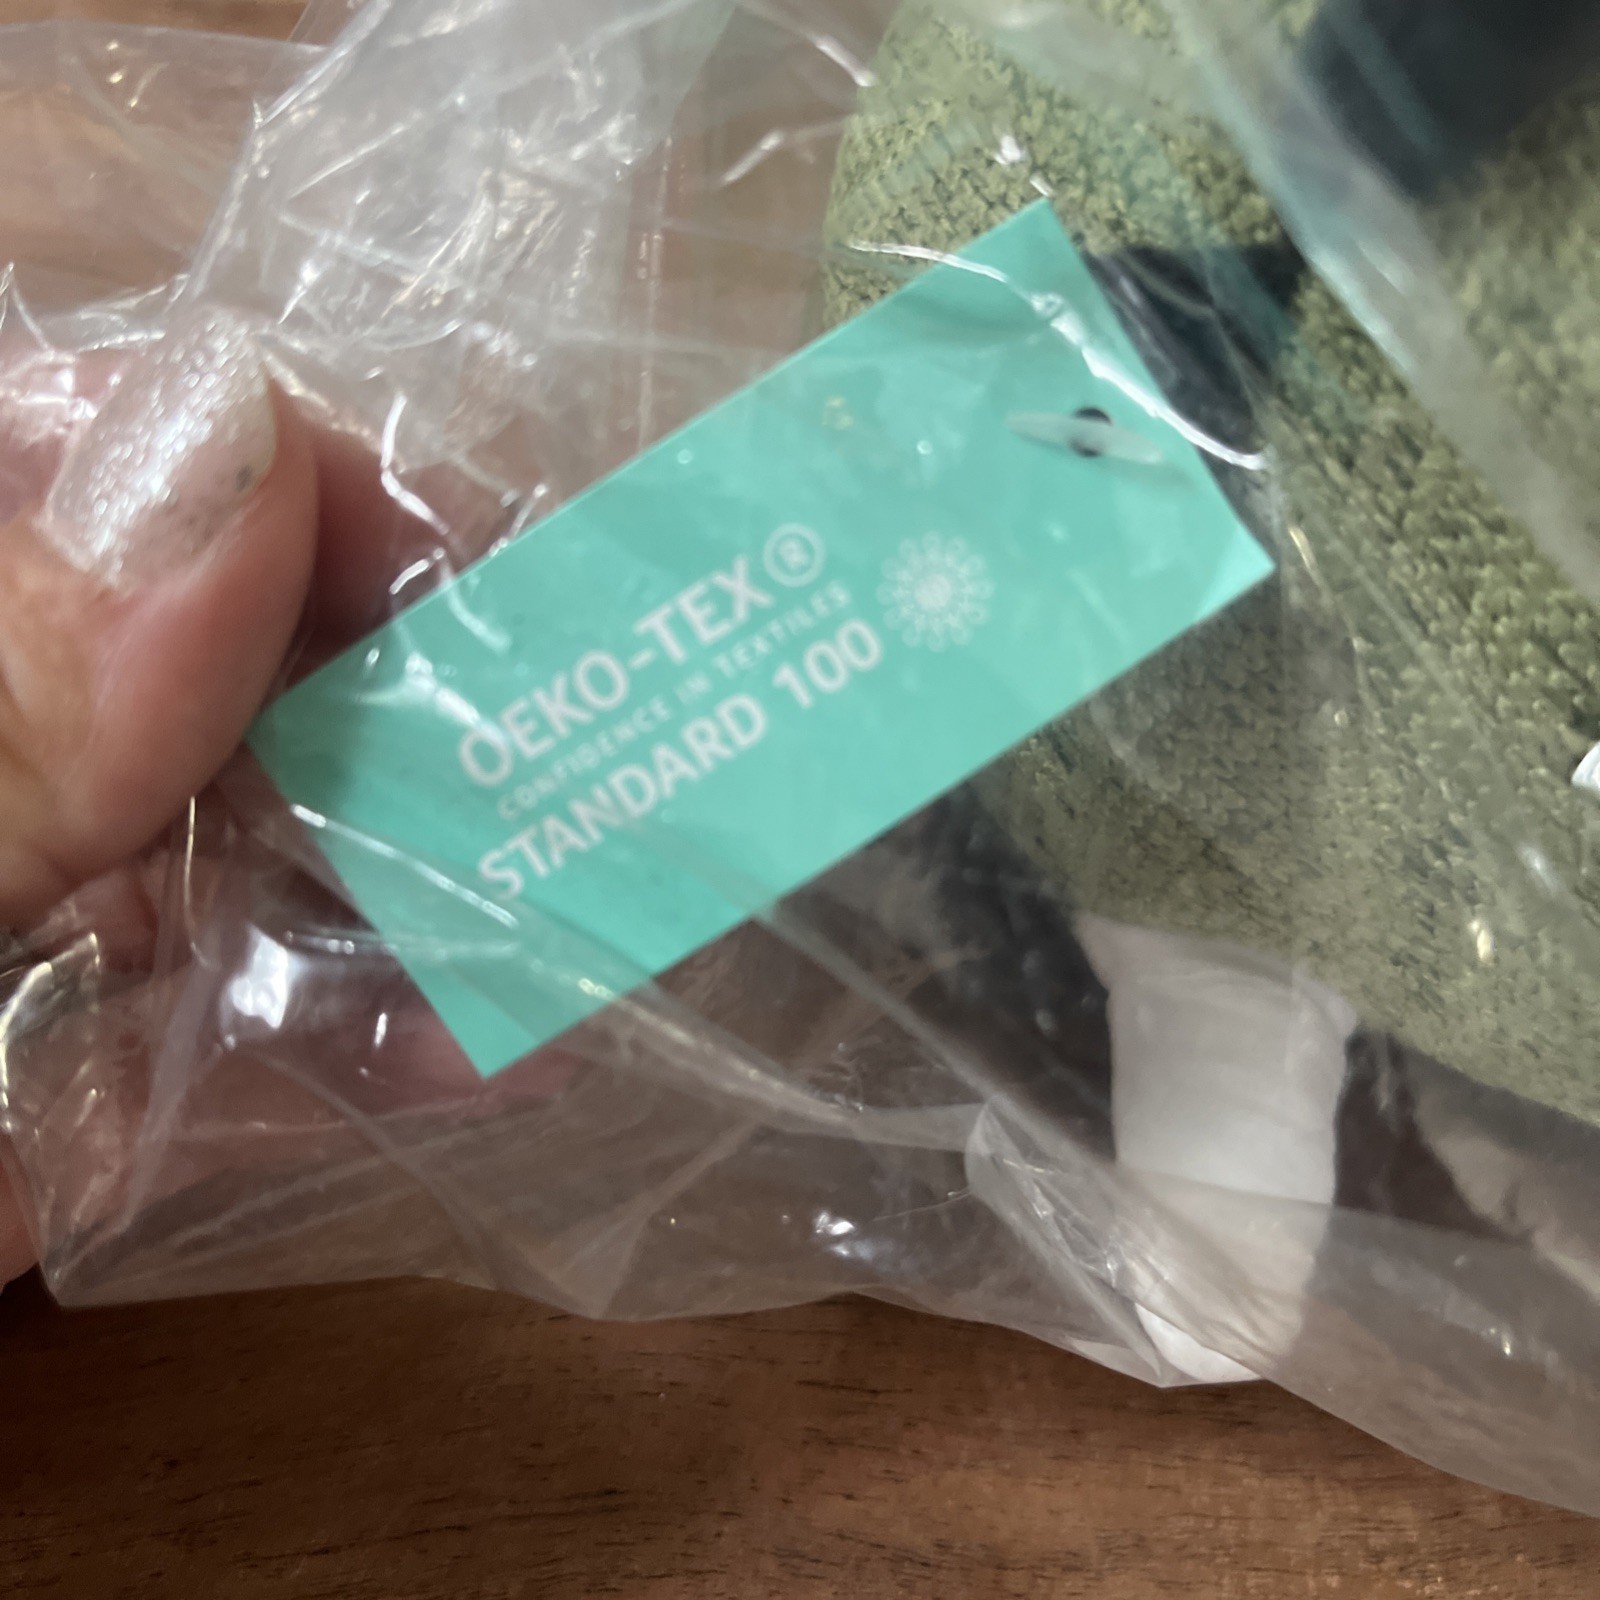 OEKO-TEX®
CONFIDENCE IN TEXTILES
STANDARD 100